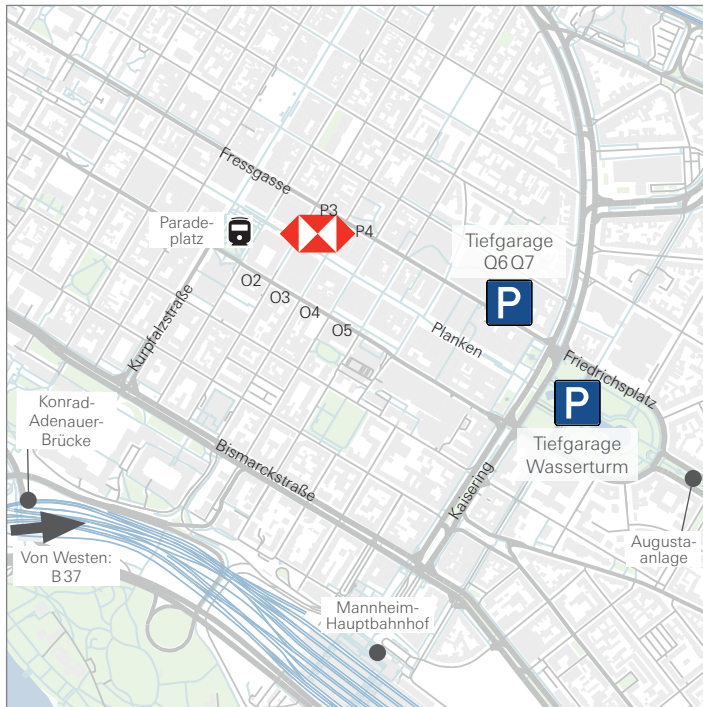 Fressgasse
P3
P4
Parade-
platz
Tiefgarage
Q6 Q7
P
O2
O3
O4
O5
Kurpfalzstraße
Planken
Friedrichsplatz
P
Tiefgarage
Wasserturm
Konrad-
Adenauer-
Brücke
Bismarckstraße
Kaisering
Augusta-
anlage
Von Westen:
B 37
Mannheim-
Hauptbahnhof